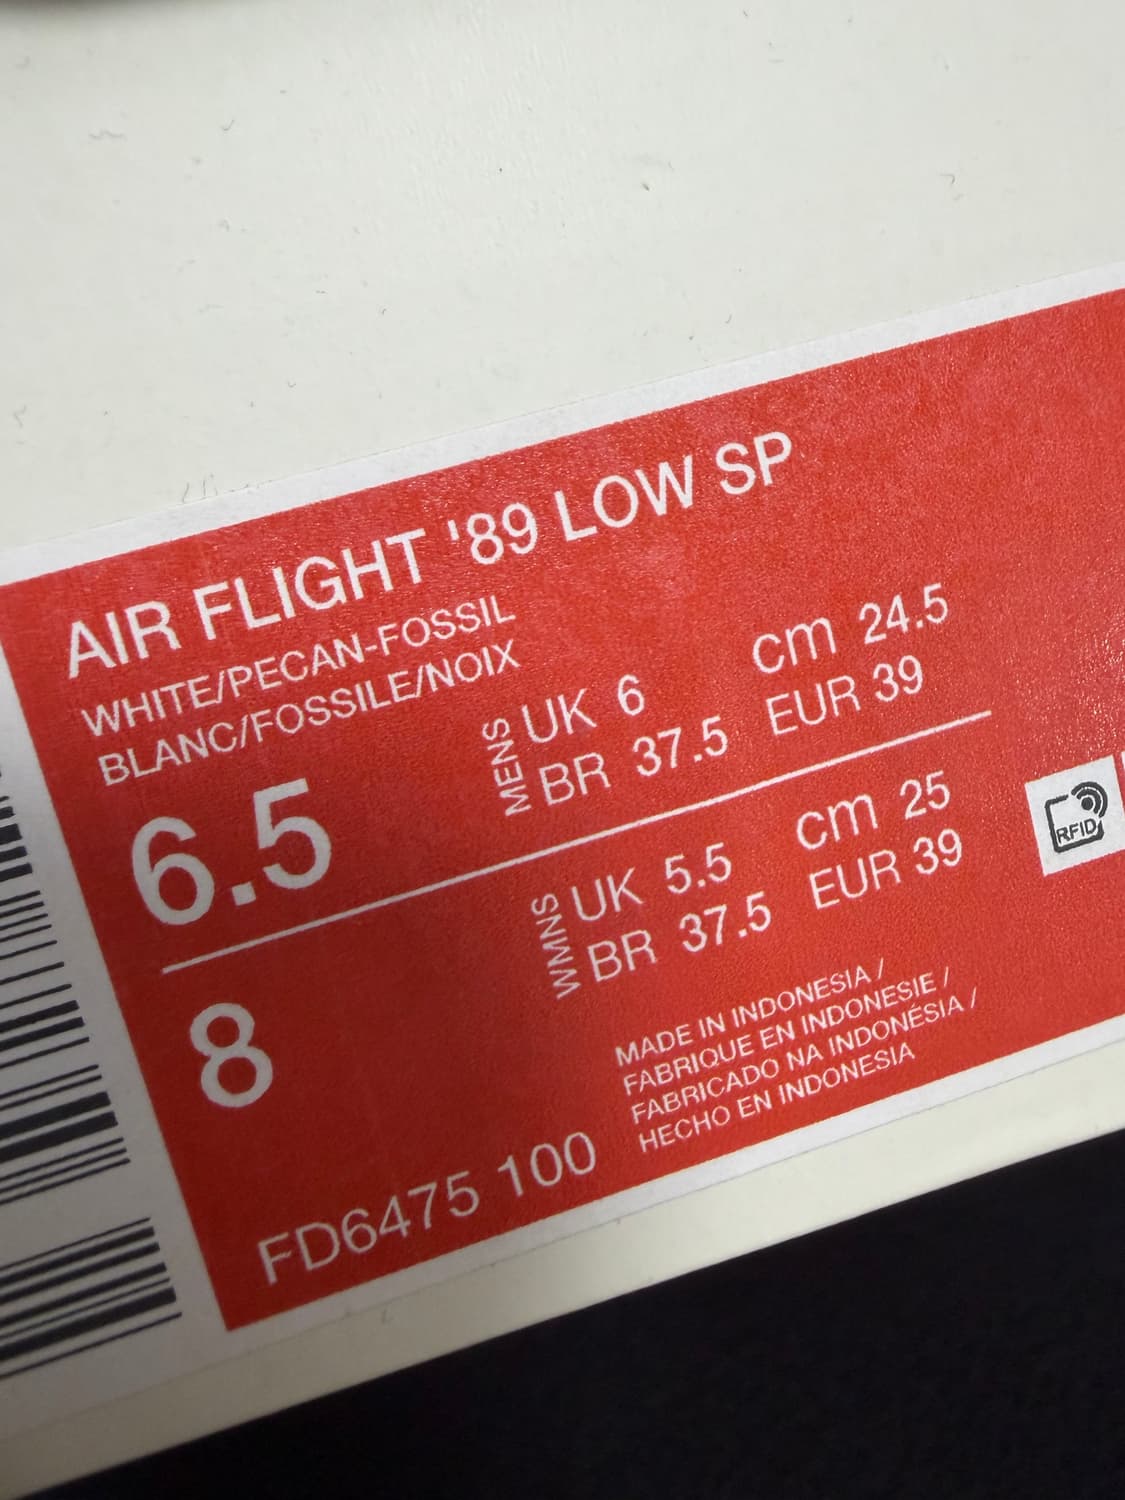 AIR FLIGHT '89 LOW SP
WHITE/PECAN-FOSSIL
BLANC/FOSSILE/NOIX
6.5
MENS
UK 6
cm 24.5
BR 37.5
EUR 39
8
WMNS
UK 5.5
cm 25
BR 37.5
EUR 39
RFID
MADE IN INDONESIA /
FABRIQUE EN INDONESIE /
FABRICADO NA INDONÉSIA /
HECHO EN INDONESIA
FD6475 100